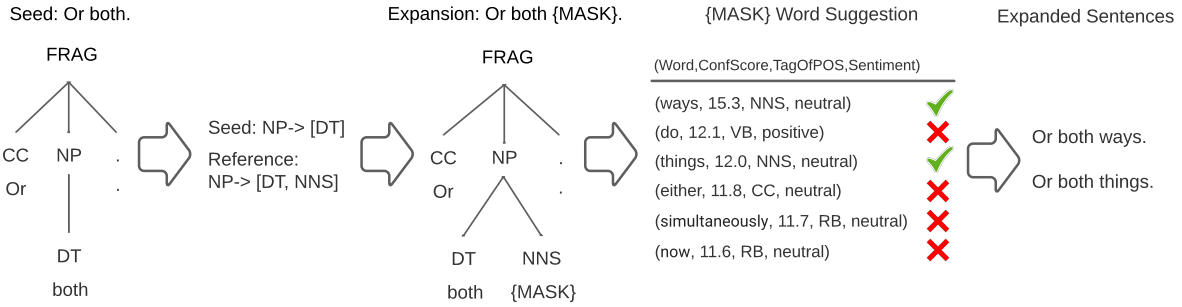 Seed: Or both.
FRAG
CC NP .
Or .
DT
both
Seed: NP-> [DT]
Reference:
NP-> [DT, NNS]
Expansion: Or both {MASK}.
FRAG
CC NP .
Or .
DT NNS
both {MASK}
{MASK} Word Suggestion
(Word,ConfScore,TagOfPOS,Sentiment)
(ways, 15.3, NNS, neutral)
(do, 12.1, VB, positive)
(things, 12.0, NNS, neutral)
(either, 11.8, CC, neutral)
(simultaneously, 11.7, RB, neutral)
(now, 11.6, RB, neutral)
Expanded Sentences
Or both ways.
Or both things.